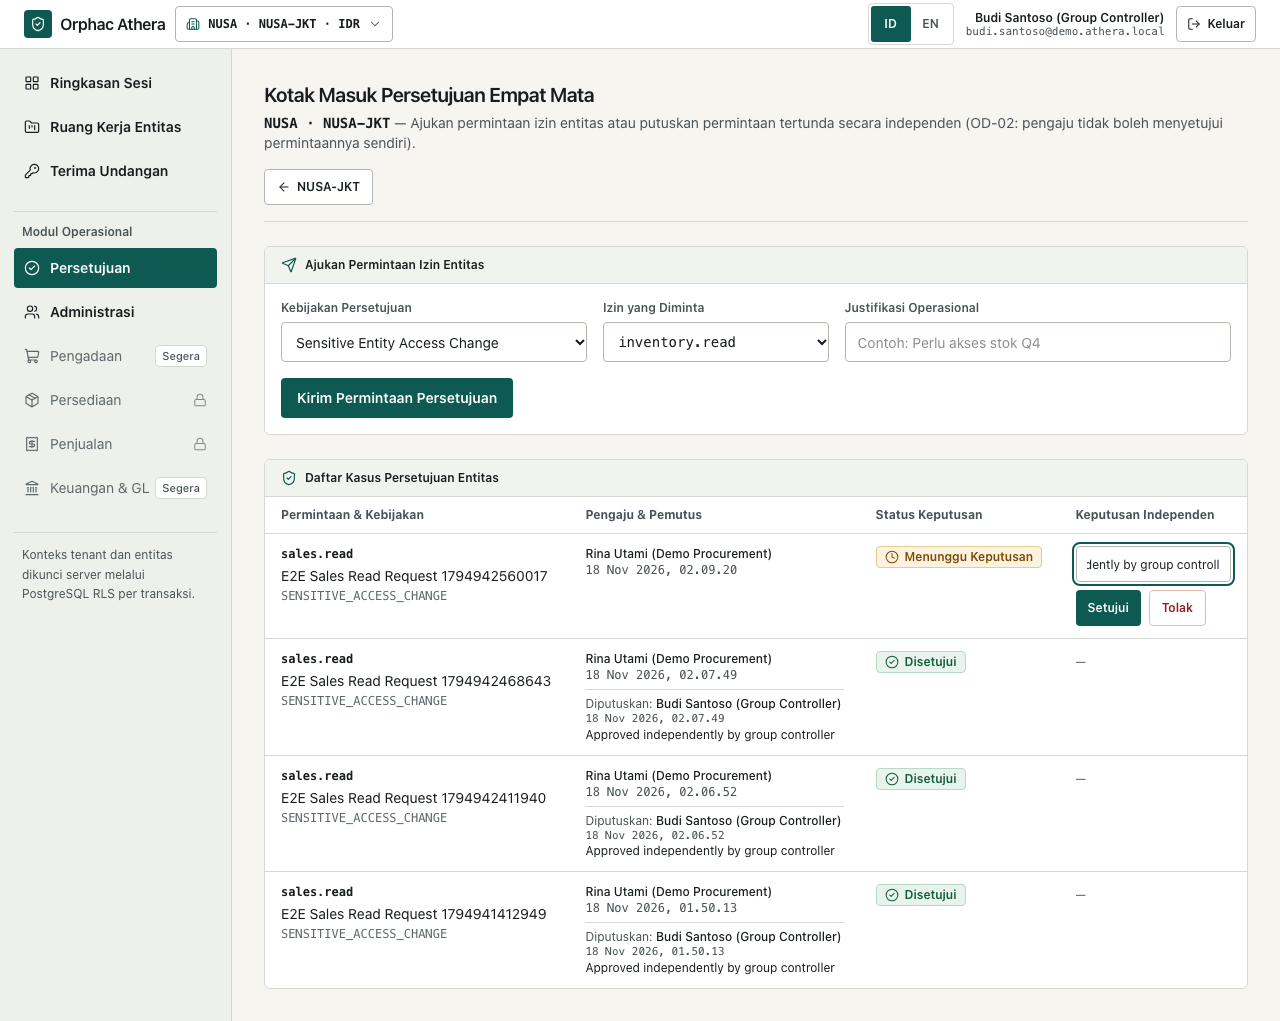 Orphac Athera
NUSA · NUSA-JKT · IDR
ID
EN
Budi Santoso (Group Controller)
budi.santoso@demo.athera.local
Keluar
Ringkasan Sesi
Ruang Kerja Entitas
Terima Undangan
Modul Operasional
Persetujuan
Administrasi
Pengadaan
Segera
Persediaan
Penjualan
Keuangan & GL
Segera
Konteks tenant dan entitas
dikunci server melalui
PostgreSQL RLS per transaksi.
Kotak Masuk Persetujuan Empat Mata
NUSA · NUSA-JKT — Ajukan permintaan izin entitas atau putuskan permintaan tertunda secara independen (OD-02: pengaju tidak boleh menyetujui
permintaannya sendiri).
NUSA-JKT
Ajukan Permintaan Izin Entitas
Kebijakan Persetujuan
Izin yang Diminta
Justifikasi Operasional
Sensitive Entity Access Change
inventory.read
Contoh: Perlu akses stok Q4
Kirim Permintaan Persetujuan
Daftar Kasus Persetujuan Entitas
Permintaan & Kebijakan
Pengaju & Pemutus
Status Keputusan
Keputusan Independen
sales.read
E2E Sales Read Request 1794942560017
SENSITIVE_ACCESS_CHANGE
Rina Utami (Demo Procurement)
18 Nov 2026, 02.09.20
Menunggu Keputusan
dently by group controll
Setujui
Tolak
sales.read
E2E Sales Read Request 1794942468643
SENSITIVE_ACCESS_CHANGE
Rina Utami (Demo Procurement)
18 Nov 2026, 02.07.49
Diputuskan: Budi Santoso (Group Controller)
18 Nov 2026, 02.07.49
Approved independently by group controller
Disetujui
—
sales.read
E2E Sales Read Request 1794942411940
SENSITIVE_ACCESS_CHANGE
Rina Utami (Demo Procurement)
18 Nov 2026, 02.06.52
Diputuskan: Budi Santoso (Group Controller)
18 Nov 2026, 02.06.52
Approved independently by group controller
Disetujui
—
sales.read
E2E Sales Read Request 1794941412949
SENSITIVE_ACCESS_CHANGE
Rina Utami (Demo Procurement)
18 Nov 2026, 01.50.13
Diputuskan: Budi Santoso (Group Controller)
18 Nov 2026, 01.50.13
Approved independently by group controller
Disetujui
—